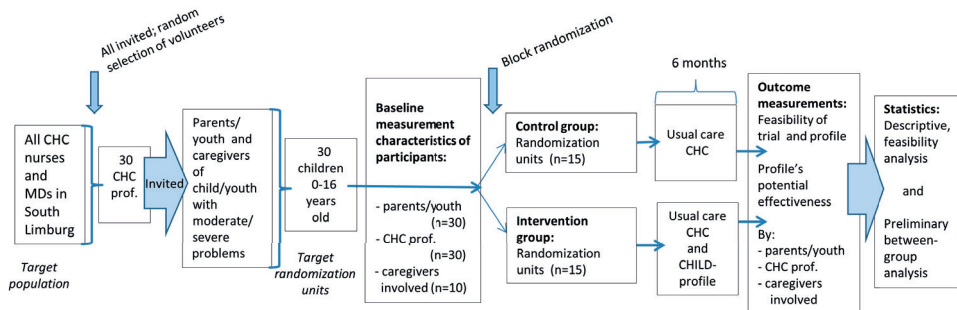 All invited; random
selection of volunteers
All CHC
nurses
and
MDs in
South
Limburg
Target
population
30
CHC
prof.
Invited
Parents/
youth and
caregivers
of
child/youth
with
moderate/
severe
problems
30
children
0-16
years
old
Target
randomization
units
Baseline
measurement
characteristics of
participants:
- parents/youth
(n=30)
- CHC prof.
(n=30)
- caregivers
involved (n=10)
Block randomization
Control group:
Randomization
units (n=15)
Intervention
group:
Randomization
units (n=15)
6 months
Usual care
CHC
Usual care
CHC
and
CHILD-
profile
Outcome
measurements:
Feasibility of
trial and profile
Profile's
potential
effectiveness
By:
- parents/youth
- CHC prof.
- caregivers
involved
Statistics:
Descriptive,
feasibility
analysis
and
Preliminary
between-
group
analysis